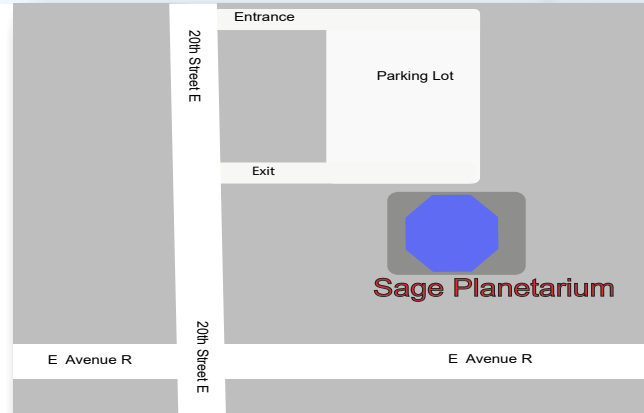 Entrance
20th Street E
Parking Lot
Exit
Sage Planetarium
20th Street E
E Avenue R
E Avenue R